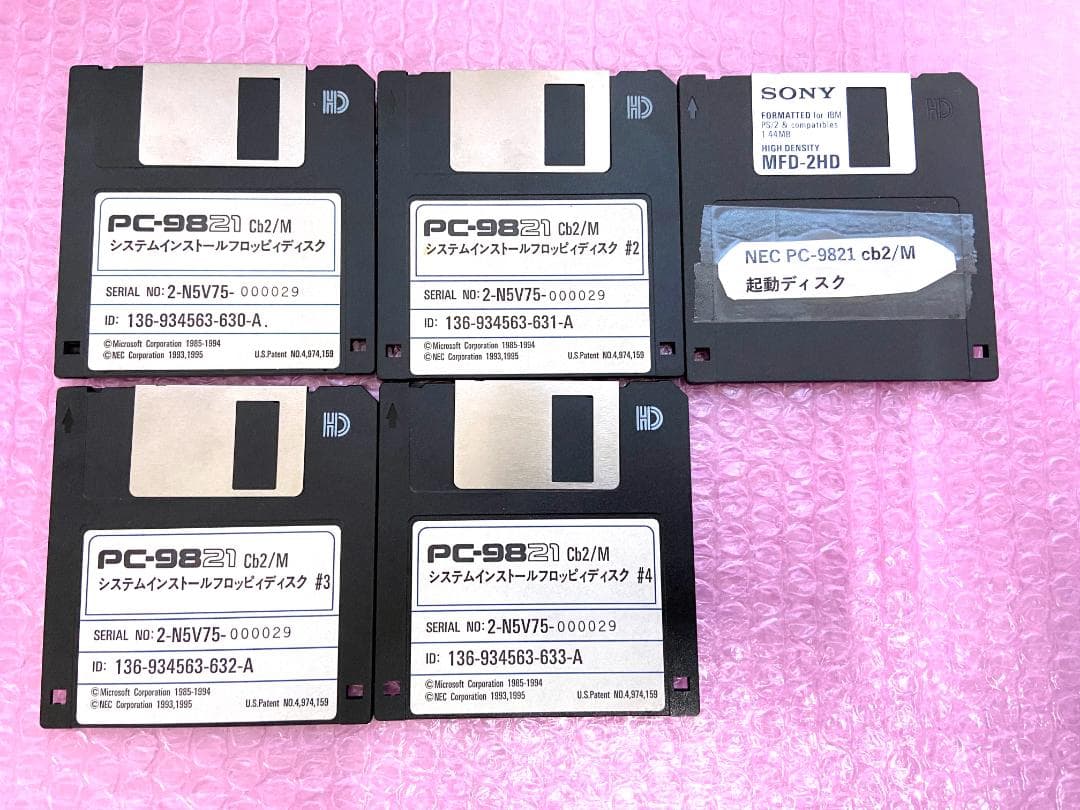 HD
PC-9821 Cb2/M
システムインストールフロッピィディスク
SERIAL NO: 2-N5V75- 000029
ID: 136-934563-630-A.
©Microsoft Corporation 1985-1994
©NEC Corporation 1993,1995
U.S.Patent NO.4,974,159
HD
PC-9821 Cb2/M
システムインストールフロッピィディスク #2
SERIAL NO: 2-N5V75-000029
ID: 136-934563-631-A
©Microsoft Corporation 1985-1994
©NEC Corporation 1993,1995
U.S.Patent NO.4,974,159
SONY
FORMATTED for IBM
PS/2 & compatibles
1.44MB
HIGH DENSITY
MFD-2HD
HD
NEC PC-9821 cb2/M
起動ディスク
HD
PC-9821 Cb2/M
システムインストールフロッピィディスク #3
SERIAL NO: 2-N5V75-000029
ID: 136-934563-632-A
©Microsoft Corporation 1985-1994
©NEC Corporation 1993,1995
U.S.Patent NO.4,974,159
HD
PC-9821 Cb2/M
システムインストールフロッピィディスク #4
SERIAL NO: 2-N5V75-000029
ID: 136-934563-633-A
©Microsoft Corporation 1985-1994
©NEC Corporation 1993,1995
U.S.Patent NO.4,974,159